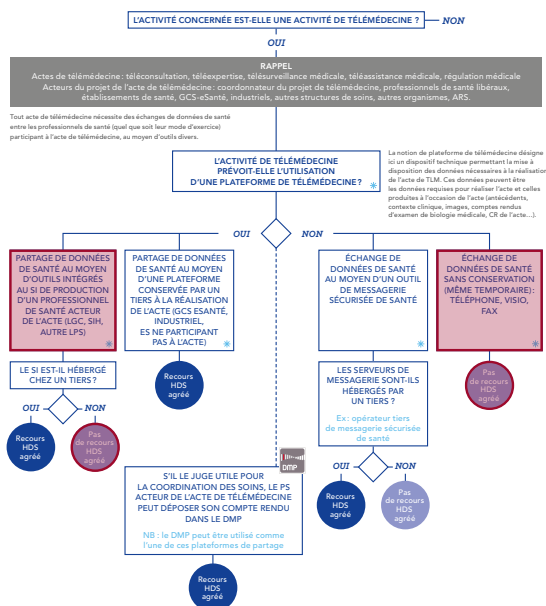 L'ACTIVITÉ CONCERNÉE EST-ELLE UNE ACTIVITÉ DE TÉLÉMÉDECINE ?
NON
OUI
RAPPEL
Actes de télémédecine : téléconsultation, téléexpertise, télésurveillance médicale, téléassistance médicale, régulation médicale
Acteurs du projet de l'acte de télémédecine : coordonnateur du projet de télémédecine, professionnels de santé libéraux,
établissements de santé, GCS-eSanté, industriels, autres structures de soins, autres organismes, ARS.
Tout acte de télémédecine nécessite des échanges de données de santé
entre les professionnels de santé (quel que soit leur mode d'exercice)
participant à l'acte de télémédecine, au moyen d'outils divers.
L'ACTIVITÉ DE TÉLÉMÉDECINE
PRÉVOIT-ELLE L'UTILISATION
D'UNE PLATEFORME DE TÉLÉMÉDECINE ?
La notion de plateforme de télémédecine désigne
ici un dispositif technique permettant la mise à
disposition des données nécessaires à la réalisation
de l'acte de TLM. Ces données peuvent être
les données requises pour réaliser l'acte et celles
produites à l'occasion de l'acte (antécédents,
contexte clinique, images, comptes rendus
d'examen de biologie médicale, CR de l'acte...).
OUI
NON
PARTAGE DE DONNÉES
DE SANTÉ AU MOYEN
D'OUTILS INTÉGRÉS
AU SI DE PRODUCTION
D'UN PROFESSIONNEL
DE SANTÉ ACTEUR
DE L'ACTE (LGC, SIH,
AUTRE LPS)
PARTAGE DE DONNÉES
DE SANTÉ AU MOYEN
D'UNE PLATEFORME
CONSERVÉE PAR UN
TIERS À LA RÉALISATION
DE L'ACTE (GCS ESANTÉ,
INDUSTRIEL,
ES NE PARTICIPANT
PAS À L'ACTE)
ÉCHANGE DE
DONNÉES DE SANTÉ
AU MOYEN D'UN OUTIL
DE MESSAGERIE
SÉCURISÉE DE SANTÉ
ÉCHANGE DE
DONNÉES DE SANTÉ
SANS CONSERVATION
(MÊME TEMPORAIRE) :
TÉLÉPHONE, VISIO,
FAX
LE SI EST-IL HÉBERGÉ
CHEZ UN TIERS ?
OUI
NON
Recours
HDS
agréé
Pas
de recours
HDS
agréé
Recours
HDS
agréé
LES SERVEURS DE
MESSAGERIE SONT-ILS
HÉBERGÉS PAR
UN TIERS ?
Ex : opérateur tiers
de messagerie sécurisée
de santé
OUI
NON
Recours
HDS
agréé
Pas
de recours
HDS
agréé
Pas
de recours
HDS
agréé
DMP
S'IL LE JUGE UTILE POUR
LA COORDINATION DES SOINS, LE PS
ACTEUR DE L'ACTE DE TÉLÉMÉDECINE
PEUT DÉPOSER SON COMPTE RENDU
DANS LE DMP
NB : le DMP peut être utilisé comme
l'une de ces plateformes de partage
Recours
HDS
agréé